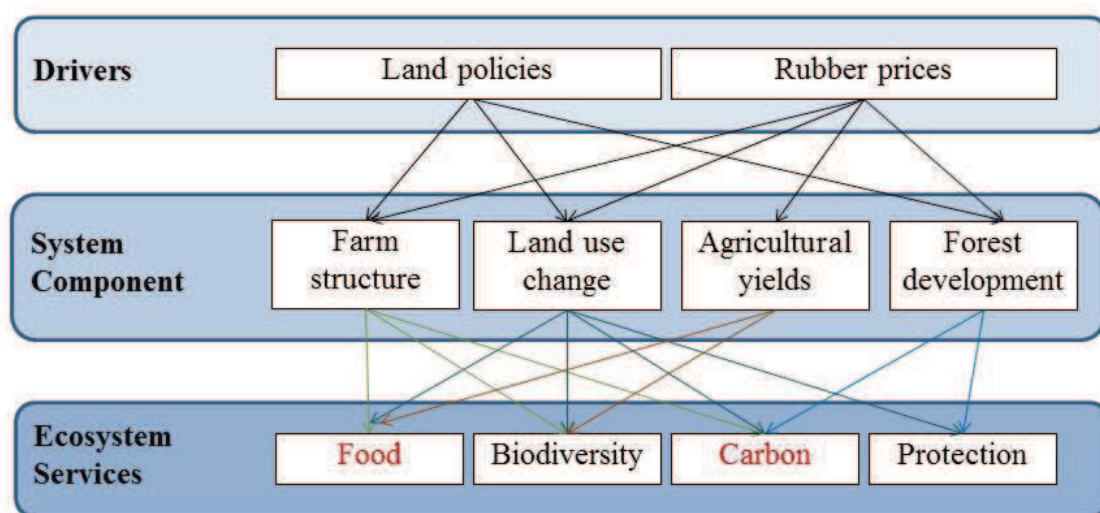 Drivers
Land policies
Rubber prices
System
Component
Farm
structure
Land use
change
Agricultural
yields
Forest
development
Ecosystem
Services
Food
Biodiversity
Carbon
Protection